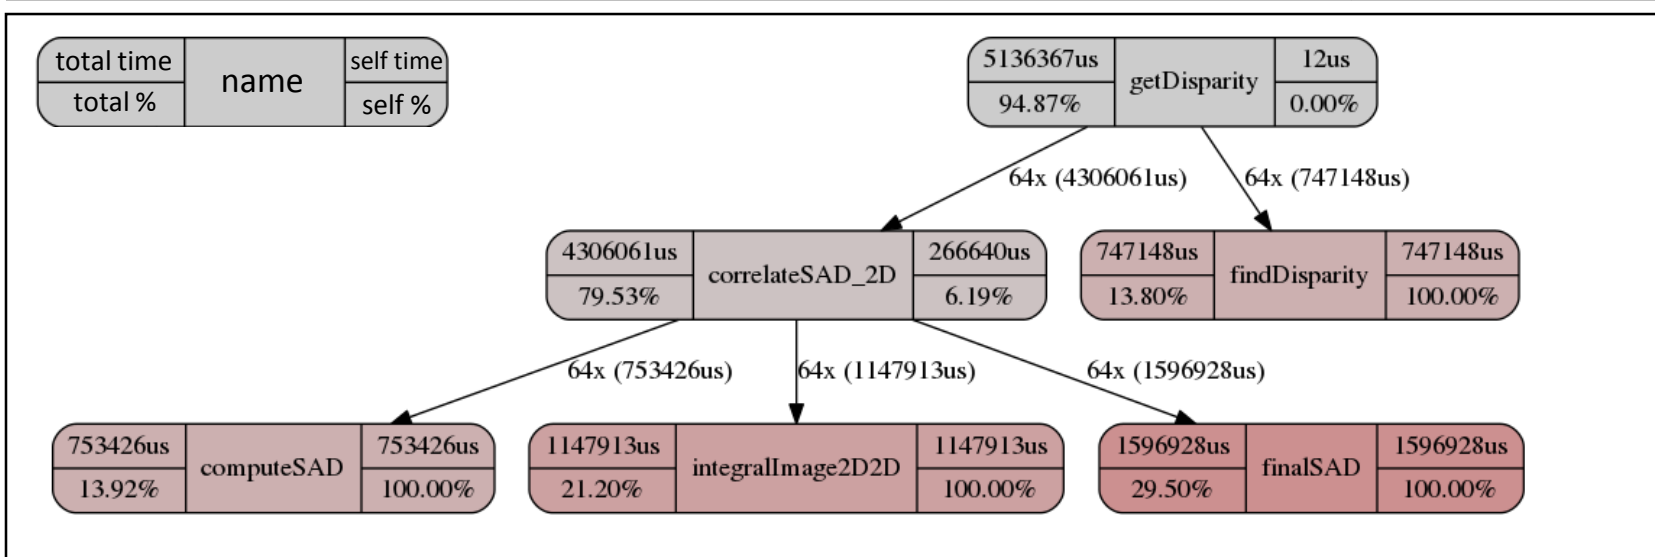 total time
total %
name
self time
self %
5136367us
94.87%
getDisparity
12us
0.00%
64x (4306061us)
64x (747148us)
4306061us
79.53%
correlateSAD_2D
266640us
6.19%
747148us
13.80%
findDisparity
747148us
100.00%
64x (753426us)
64x (1147913us)
64x (1596928us)
753426us
13.92%
computeSAD
753426us
100.00%
1147913us
21.20%
integralImage2D2D
1147913us
100.00%
1596928us
29.50%
finalSAD
1596928us
100.00%